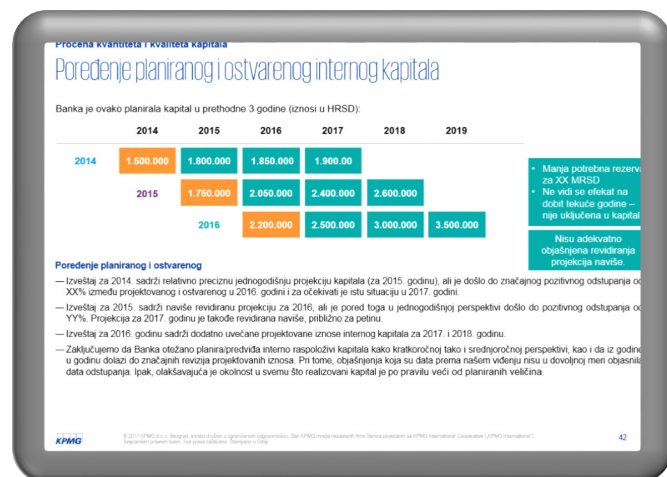 Procena kvantiteta i kvaliteta kapitala
Poređenje planiranog i ostvarenog internog kapitala
Banka je ovako planirala kapital u prethodne 3 godine (iznosi u HRSD):
2014 2015 2016 2017 2018 2019
2014 1.500.000 1.800.000 1.850.000 1.900.00
2015 1.750.000 2.050.000 2.400.000 2.600.000
2016 2.200.000 2.500.000 3.000.000 3.500.000
• Manja potrebna rezerv
za XX MRSD
• Ne vidi se efekat na
dobit tekuće godine –
nije uključena u kapital
Nisu adekvatno
objašnjena revidiranja
projekcija naviše.
Poređenje planiranog i ostvarenog
— Izveštaj za 2014. sadrži relativno preciznu jednogodišnju projekciju kapitala (za 2015. godinu), ali je došlo do značajnog pozitivnog odstupanja od
XX% između projektovanog i ostvarenog u 2016. godini i za očekivati je istu situaciju u 2017. godini.
— Izveštaj za 2015. sadrži naviše revidiranu projekciju za 2016, ali je pored toga u jednogodišnjoj perspektivi došlo do pozitivnog odstupanja od
YY%. Projekcija za 2017. godinu je takođe revidirana naviše, približno za petinu.
— Izveštaj za 2016. godinu sadrži dodatno uvećane projektovane iznose internog kapitala za 2017. i 2018. godinu.
— Zaključujemo da Banka otežano planira/predviđa interno raspoloživi kapitala kako kratkoročnoj tako i srednjoročnoj perspektivi, kao i da iz godine
u godinu dolazi do značajnih revizija projektovanih iznosa. Pri tome, objašnjenja koja su data prema našem viđenju nisu u dovoljnoj meri objasnila
data odstupanja. Ipak, olakšavajuća je okolnost u svemu što realizovani kapital je po pravilu veći od planiranih veličina.
KPMG
42